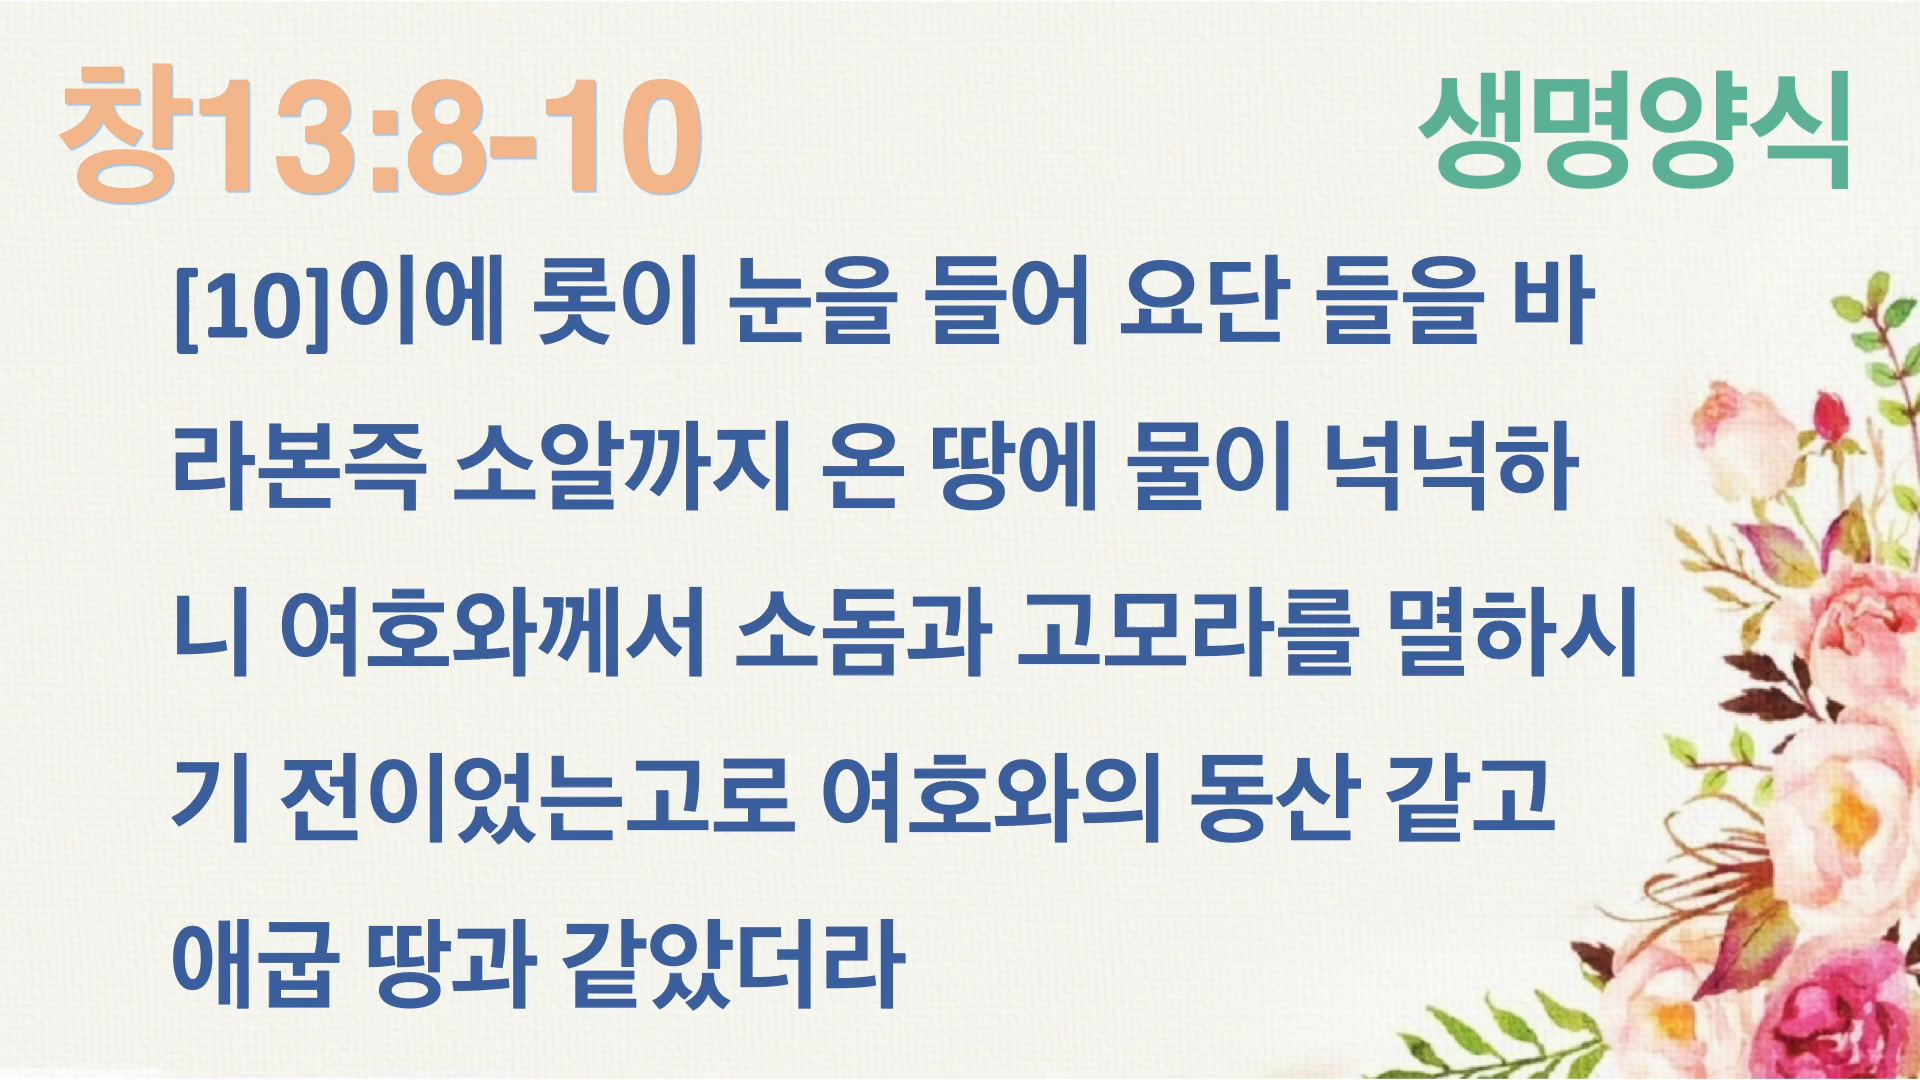 창13:8-10
생명양식
[10]이에 롯이 눈을 들어 요단 들을 바
라본즉 소알까지 온 땅에 물이 넉넉하
니 여호와께서 소돔과 고모라를 멸하시
기 전이었는고로 여호와의 동산 같고
애굽 땅과 같았더라